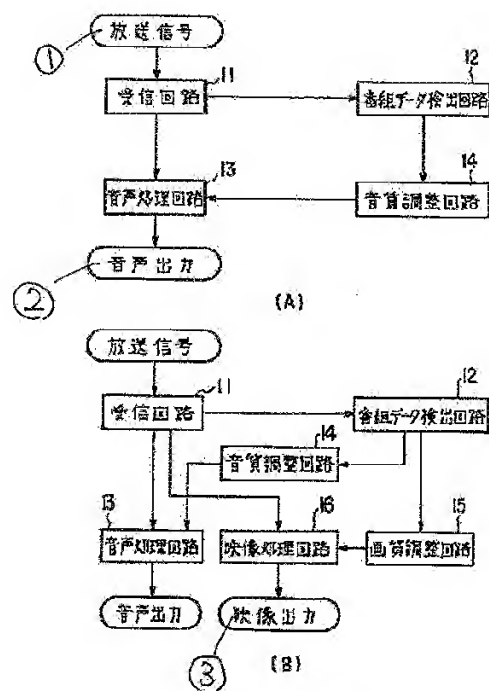 ① 放送信号
11
受信回路
12
番組データ検出回路
13
音声処理回路
14
音質調整回路
② 音声出力
(A)
放送信号
11
受信回路
12
番組データ検出回路
14
音質調整回路
13
音声処理回路
16
映像処理回路
15
画質調整回路
音声出力
映像出力
③
(B)